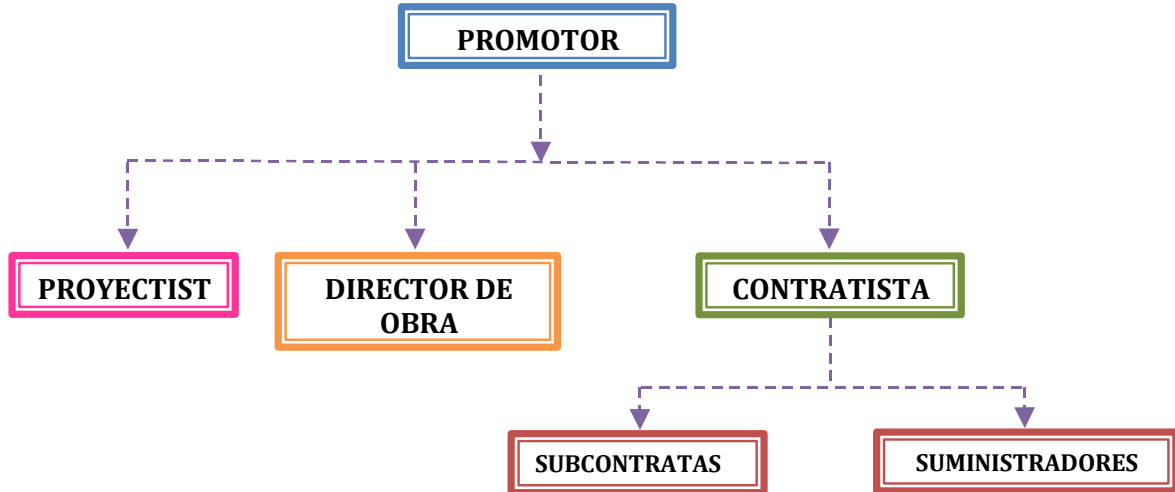 PROMOTOR
PROYECTIST
DIRECTOR DE
OBRA
CONTRATISTA
SUBCONTRATAS
SUMINISTRADORES